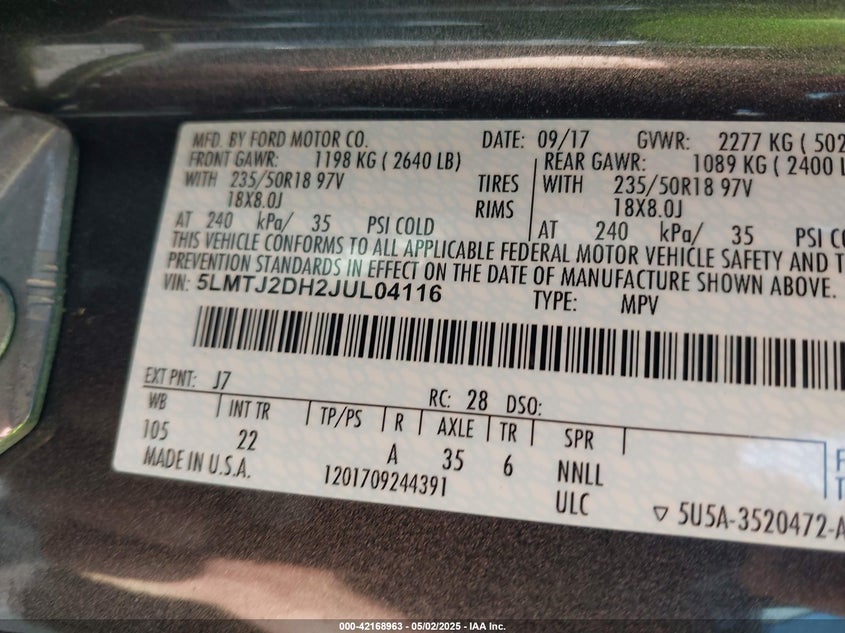 MFD. BY FORD MOTOR CO. DATE: 09/17 GVWR: 2277 KG ( 502
FRONT GAWR: 1198 KG ( 2640 LB) REAR GAWR: 1089 KG ( 2400 L
WITH 235/50R18 97V TIRES WITH 235/50R18 97V
18X8.0J RIMS 18X8.0J
AT 240 kPa/ 35 PSI COLD AT 240 kPa/ 35 PSI CO
THIS VEHICLE CONFORMS TO ALL APPLICABLE FEDERAL MOTOR VEHICLE SAFETY AND T
PREVENTION STANDARDS IN EFFECT ON THE DATE OF MANUFACTURE SHOWN ABOVE.
VIN: 5LMTJ2DH2JUL04116 TYPE: MPV
EXT PNT: J7 RC: 28 DSO:
WB INT TR TP/PS R AXLE TR SPR
105 22 A 35 6 NNLL
MADE IN U.S.A. 1201709244391 ULC
▽ 5U5A-3520472-A
000-42168963 - 05/02/2025 - IAA Inc.